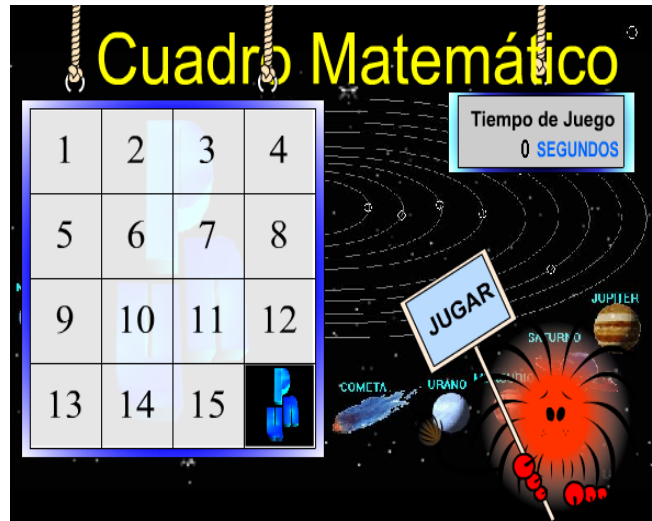 Cuadro Matemático
Tiempo de Juego
0 SEGUNDOS
1 2 3 4
5 6 7 8
9 10 11 12
13 14 15
JUGAR
JUPITER
SATURNO
COMETA
URANO